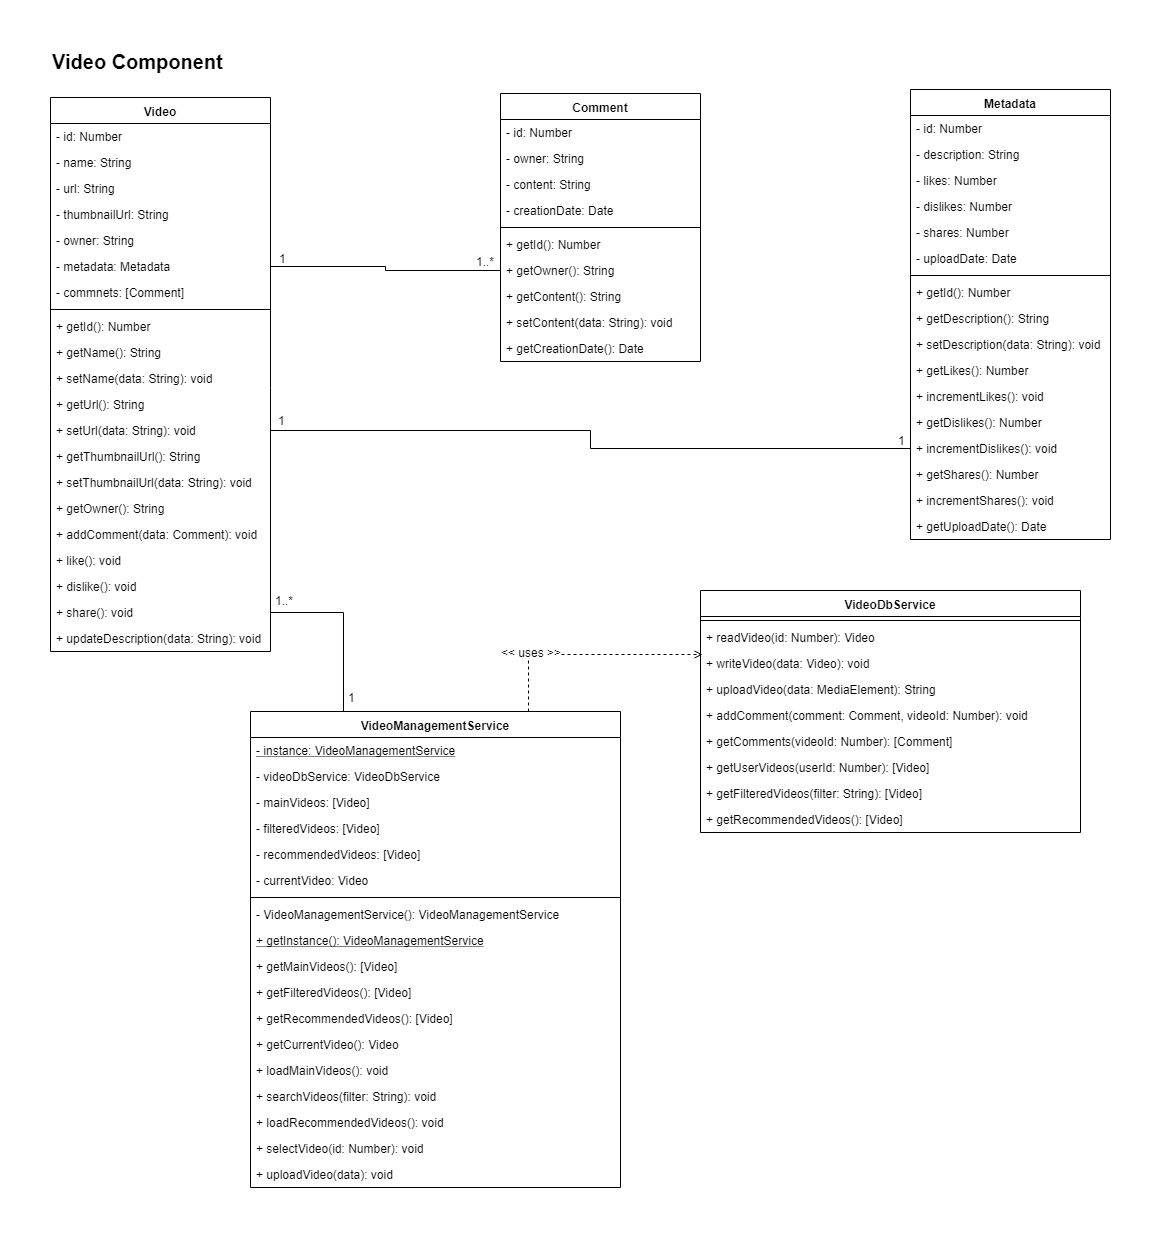 Video Component
Video
- id: Number
- name: String
- url: String
- thumbnailUrl: String
- owner: String
- metadata: Metadata
- commnets: [Comment]
+ getId(): Number
+ getName(): String
+ setName(data: String): void
+ getUrl(): String
+ setUrl(data: String): void
+ getThumbnailUrl(): String
+ setThumbnailUrl(data: String): void
+ getOwner(): String
+ addComment(data: Comment): void
+ like(): void
+ dislike(): void
+ share(): void
+ updateDescription(data: String): void
1
1..*
Comment
- id: Number
- owner: String
- content: String
- creationDate: Date
+ getId(): Number
+ getOwner(): String
+ getContent(): String
+ setContent(data: String): void
+ getCreationDate(): Date
1
1
Metadata
- id: Number
- description: String
- likes: Number
- dislikes: Number
- shares: Number
- uploadDate: Date
+ getId(): Number
+ getDescription(): String
+ setDescription(data: String): void
+ getLikes(): Number
+ incrementLikes(): void
+ getDislikes(): Number
+ incrementDislikes(): void
+ getShares(): Number
+ incrementShares(): void
+ getUploadDate(): Date
1..*
1
<< uses >>
VideoDbService
+ readVideo(id: Number): Video
+ writeVideo(data: Video): void
+ uploadVideo(data: MediaElement): String
+ addComment(comment: Comment, videoId: Number): void
+ getComments(videoId: Number): [Comment]
+ getUserVideos(userId: Number): [Video]
+ getFilteredVideos(filter: String): [Video]
+ getRecommendedVideos(): [Video]
VideoManagementService
- instance: VideoManagementService
- videoDbService: VideoDbService
- mainVideos: [Video]
- filteredVideos: [Video]
- recommendedVideos: [Video]
- currentVideo: Video
- VideoManagementService(): VideoManagementService
+ getInstance(): VideoManagementService
+ getMainVideos(): [Video]
+ getFilteredVideos(): [Video]
+ getRecommendedVideos(): [Video]
+ getCurrentVideo(): Video
+ loadMainVideos(): void
+ searchVideos(filter: String): void
+ loadRecommendedVideos(): void
+ selectVideo(id: Number): void
+ uploadVideo(data): void